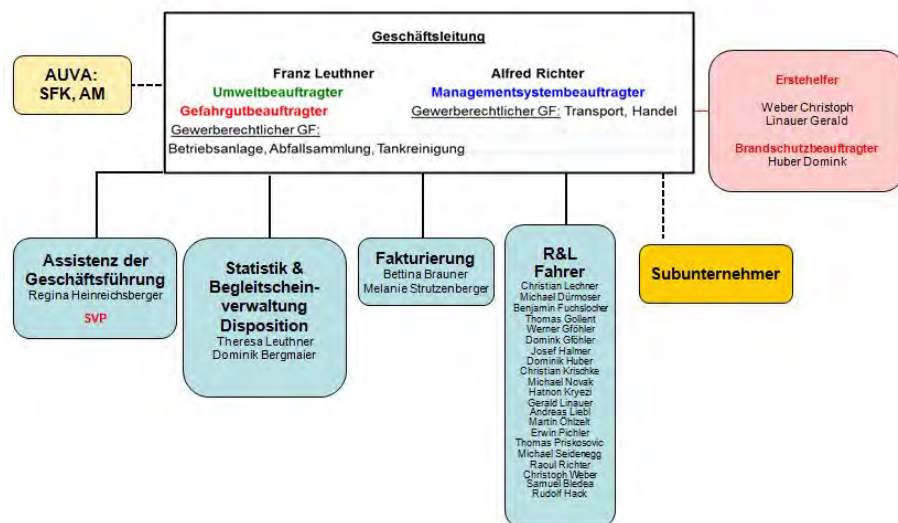 Geschäftsleitung
Franz Leuthner
Umweltbeauftragter
Gefahrgutbeauftragter
Gewerberechtlicher GF:
Betriebsanlage, Abfallsammlung, Tankreinigung
Alfred Richter
Managementsystembeauftragter
Gewerberechtlicher GF: Transport, Handel
AUVA:
SFK, AM
Erstehelfer
Weber Christoph
Linauer Gerald
Brandschutzbeauftragter
Huber Domink
Assistenz der
Geschäftsführung
Regina Heinreichsberger
SVP
Statistik &
Begleitschein-
verwaltung
Disposition
Theresa Leuthner
Dominik Bergmaier
Fakturierung
Bettina Brauner
Melanie Strutzenberger
R&L
Fahrer
Christian Lechner
Michael Dürmoser
Benjamin Fuchslocher
Thomas Gollent
Werner Gföhler
Dominik Gföhler
Josef Halmer
Dominik Huber
Christian Krischke
Michael Novak
Hatnon Kryezi
Gerald Linauer
Andreas Liebl
Martin Öhlzelt
Erwin Pichler
Thomas Priskosovic
Michael Seidenegg
Raoul Richter
Christoph Weber
Samuel Bledea
Rudolf Hack
Subunternehmer